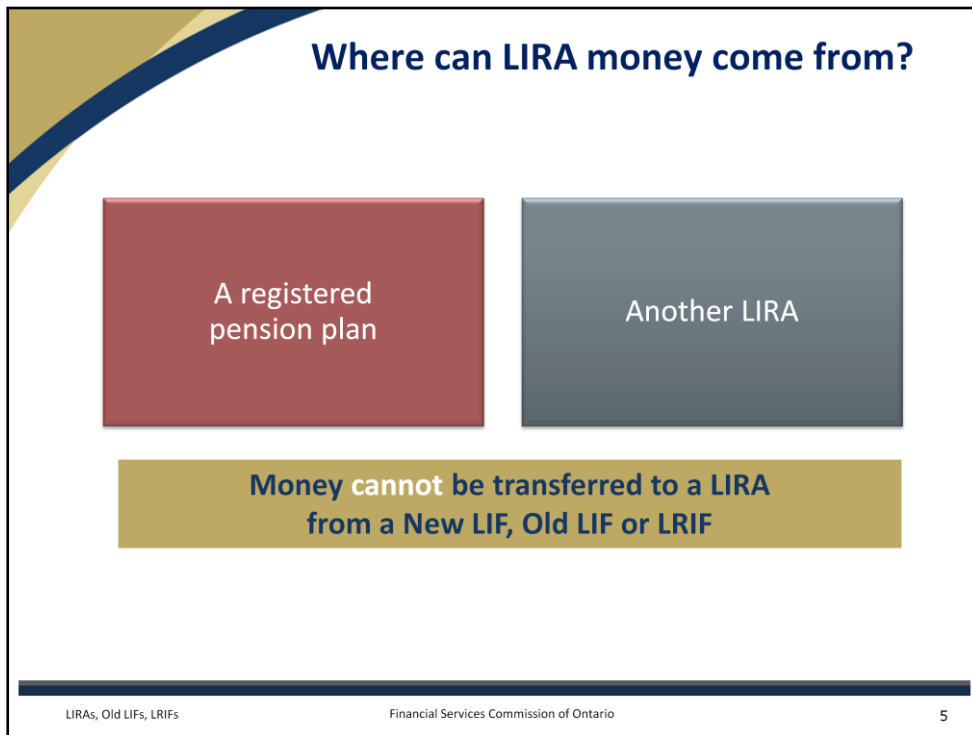 Where can LIRA money come from?
A registered
pension plan
Another LIRA
Money cannot be transferred to a LIRA
from a New LIF, Old LIF or LRIF
LIRAs, Old LIFs, LRIFs
Financial Services Commission of Ontario
5